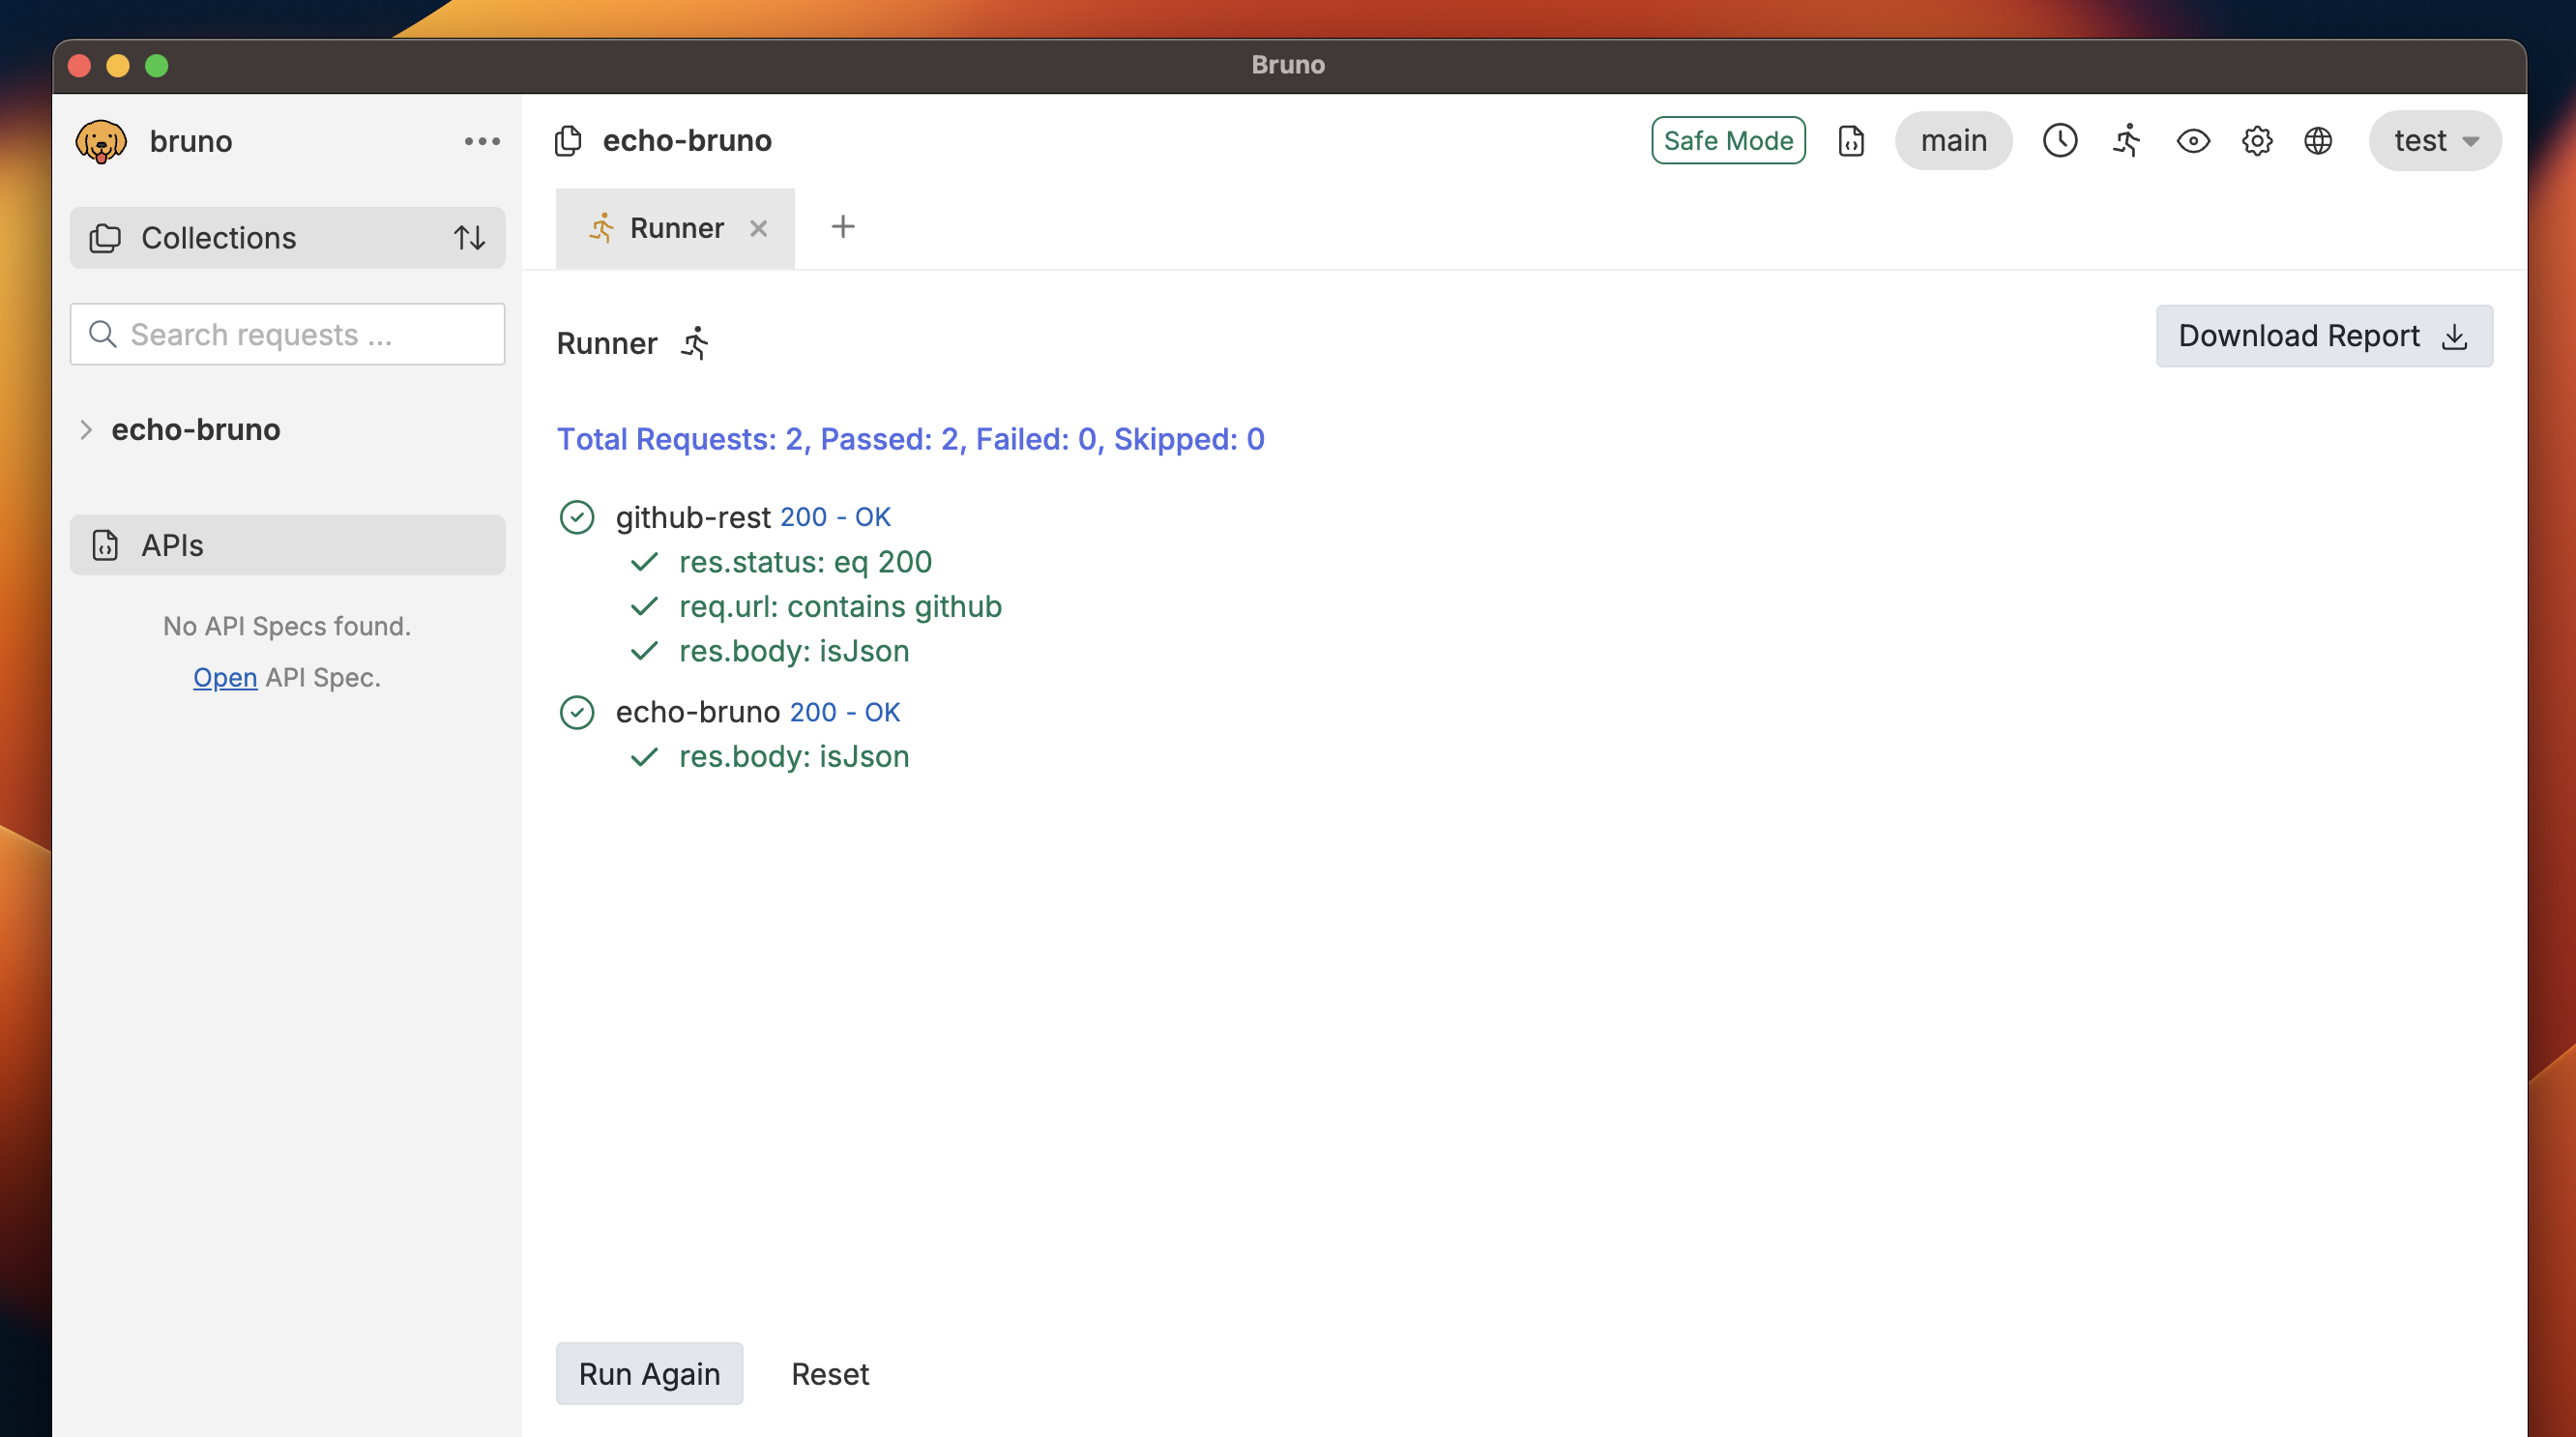 Bruno
bruno
echo-bruno
Safe Mode
main
test
Collections
Runner
Search requests ...
Runner
Download Report
echo-bruno
Total Requests: 2, Passed: 2, Failed: 0, Skipped: 0
github-rest 200 - OK
res.status: eq 200
req.url: contains github
res.body: isJson
APIs
No API Specs found.
Open API Spec.
echo-bruno 200 - OK
res.body: isJson
Run Again
Reset